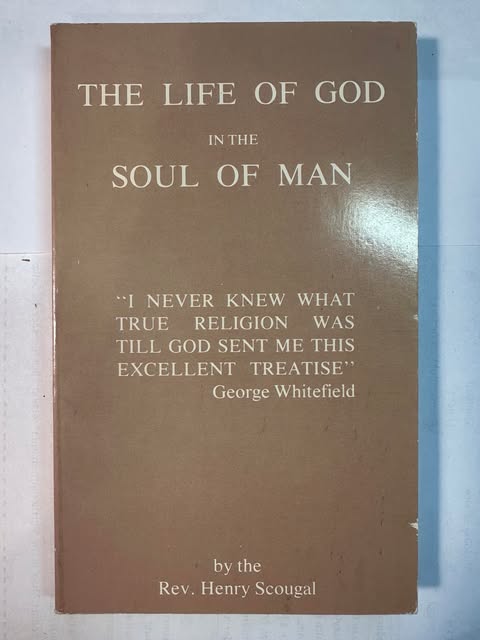 THE LIFE OF GOD
IN THE
SOUL OF MAN
“I NEVER KNEW WHAT
TRUE RELIGION WAS
TILL GOD SENT ME THIS
EXCELLENT TREATISE”
George Whitefield
by the
Rev. Henry Scougal